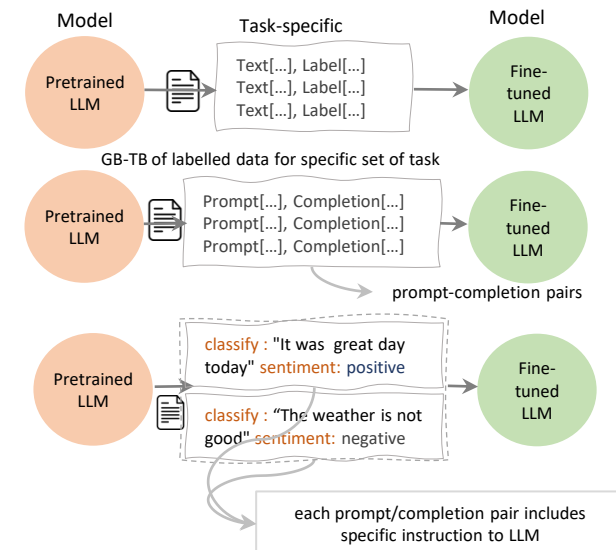 Model
Task-specific
Model
Pretrained
LLM
Text[...], Label[...]
Text[...], Label[...]
Text[...], Label[...]
Fine-
tuned
LLM
GB-TB of labelled data for specific set of task
Pretrained
LLM
Prompt[...], Completion[...]
Prompt[...], Completion[...]
Prompt[...], Completion[...]
Fine-
tuned
LLM
prompt-completion pairs
Pretrained
LLM
classify : "It was great day
today" sentiment: positive
classify : “The weather is not
good" sentiment: negative
Fine-
tuned
LLM
each prompt/completion pair includes
specific instruction to LLM